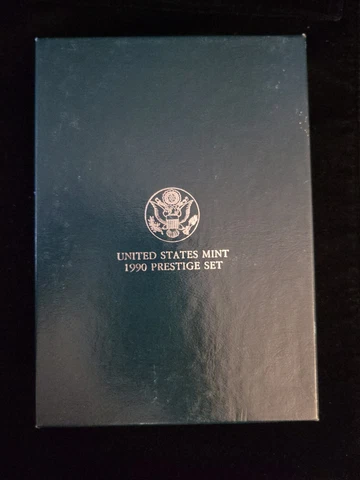 UNITED STATES MINT
1990 PRESTIGE SET